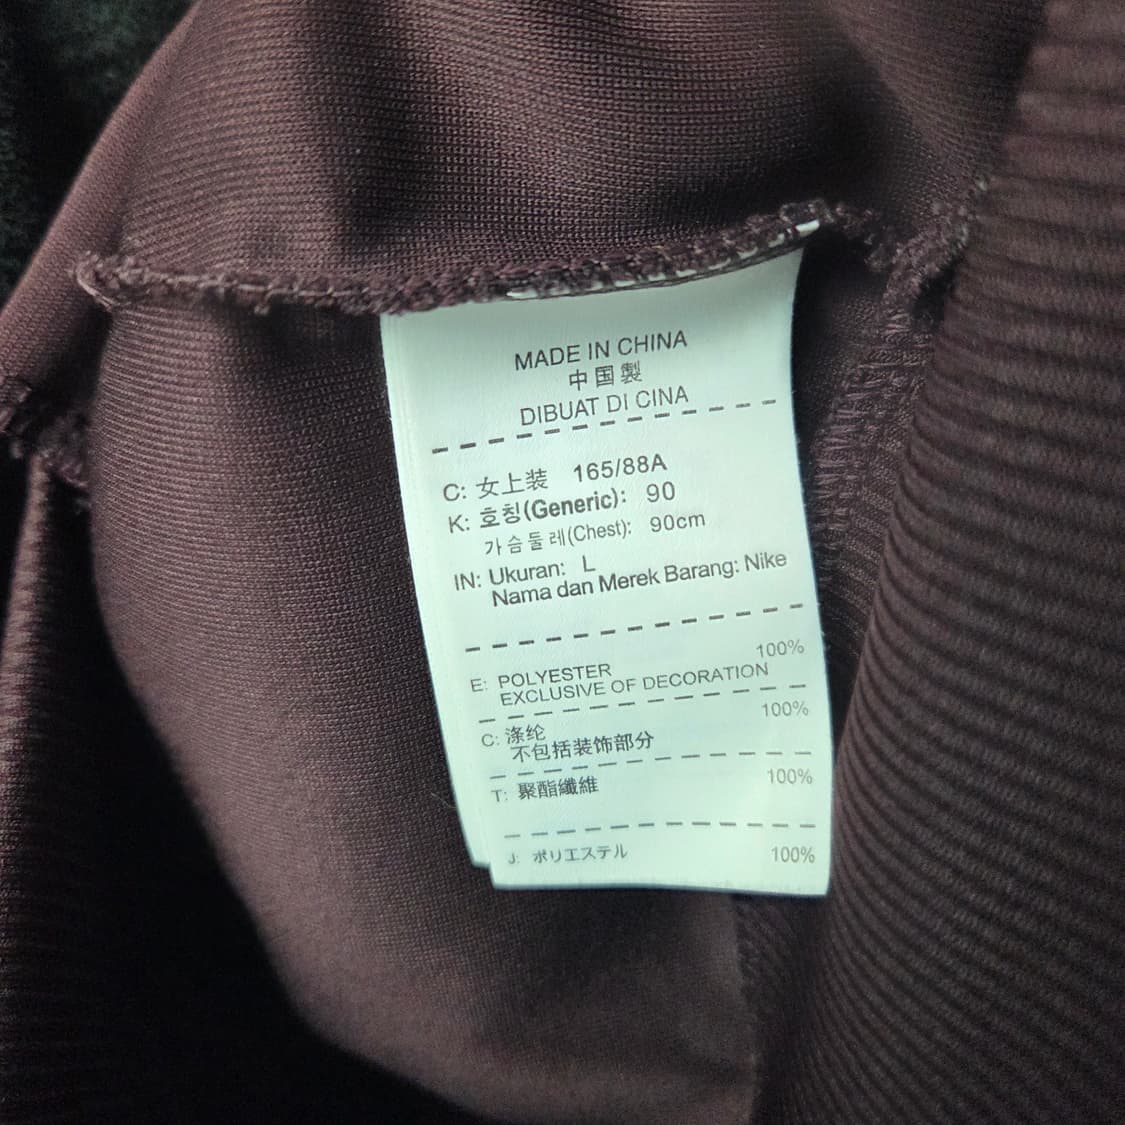 MADE IN CHINA
中国製
DIBUAT DI CINA
C: 女上装 165/88A
K: 호칭(Generic): 90
가슴둘레(Chest): 90cm
IN: Ukuran: L
Nama dan Merek Barang: Nike
E: POLYESTER 100%
EXCLUSIVE OF DECORATION
C: 涤纶 100%
不包括装饰部分
T: 聚酯纖維 100%
J: ポリエステル 100%